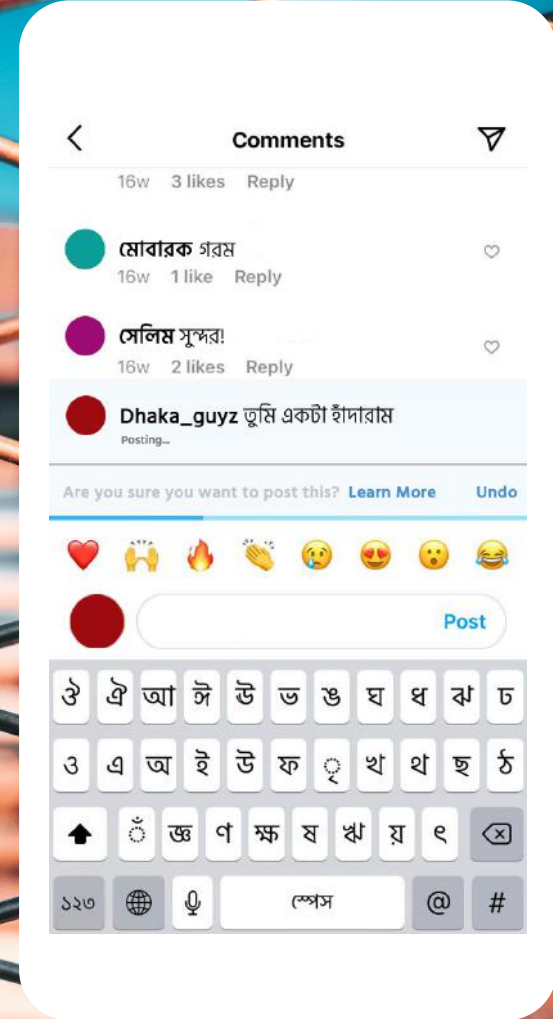 Comments
16w 3 likes Reply
মোবারক গরম
16w 1 like Reply
সেলিম সুন্দর!
16w 2 likes Reply
Dhaka_guyz তুমি একটা হাঁদারাম
Posting...
Are you sure you want to post this? Learn More Undo
Post
ঔ ঐ আ ঈ ঊ ভ ঙ ঘ ধ ঝ ঢ
ও এ অ ই উ ফ ৃ খ থ ছ ঠ
ঁ জ্ঞ ণ ক্ষ ষ ঋ য় ৎ
১২৩ স্পেস @ #